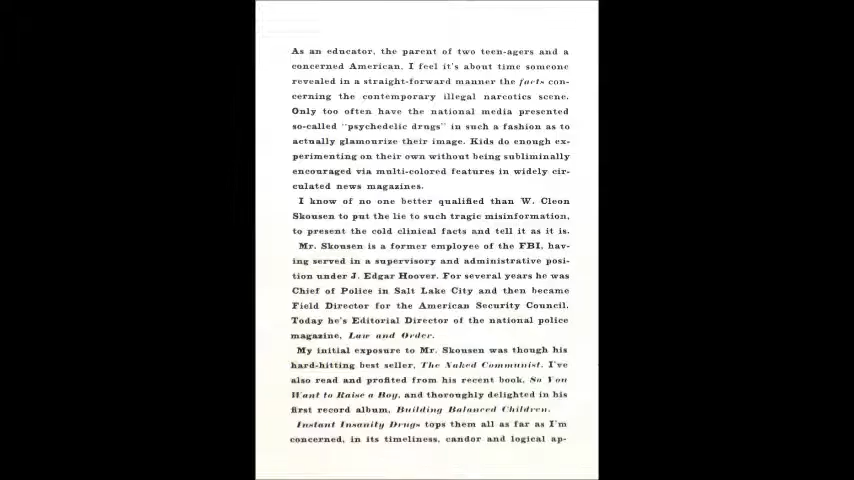 As an educator, the parent of two teen-agers and a
concerned American, I feel it's about time someone
revealed in a straight-forward manner the facts con-
cerning the contemporary illegal narcotics scene.
Only too often have the national media presented
so-called "psychedelic drugs" in such a fashion as to
actually glamourize their image. Kids do enough ex-
perimenting on their own without being subliminally
encouraged via multi-colored features in widely cir-
culated news magazines.
I know of no one better qualified than W. Cleon
Skousen to put the lie to such tragic misinformation,
to present the cold clinical facts and tell it as it is.
Mr. Skousen is a former employee of the FBI, hav-
ing served in a supervisory and administrative posi-
tion under J. Edgar Hoover. For several years he was
Chief of Police in Salt Lake City and then became
Field Director for the American Security Council.
Today he's Editorial Director of the national police
magazine, Law and Order.
My initial exposure to Mr. Skousen was though his
hard-hitting best seller, The Naked Communist. I've
also read and profited from his recent book, So You
Want to Raise a Boy, and thoroughly delighted in his
first record album, Building Balanced Children.
Instant Insanity Drugs tops them all as far as I'm
concerned, in its timeliness, candor and logical ap-